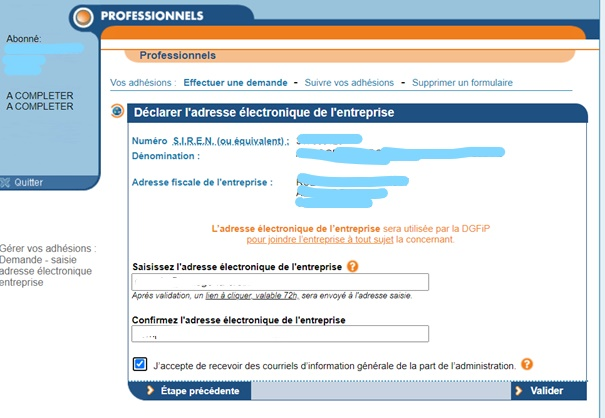 PROFESSIONNELS
Abonné:
A COMPLETER
A COMPLETER
Quitter
Gérer vos adhésions :
Demande - saisie
adresse électronique
entreprise
Professionnels
Vos adhésions : Effectuer une demande - Suivre vos adhésions - Supprimer un formulaire
Déclarer l'adresse électronique de l'entreprise
Numéro S.I.R.E.N. (ou équivalent) :
Dénomination :
Adresse fiscale de l'entreprise :
L'adresse électronique de l'entreprise sera utilisée par la DGFiP
pour joindre l'entreprise à tout sujet la concernant.
Saisissez l'adresse électronique de l'entreprise ?
Après validation, un lien à cliquer, valable 72h, sera envoyé à l'adresse saisie.
Confirmez l'adresse électronique de l'entreprise
J'accepte de recevoir des courriels d'information générale de la part de l'administration. ?
Étape précédente
Valider